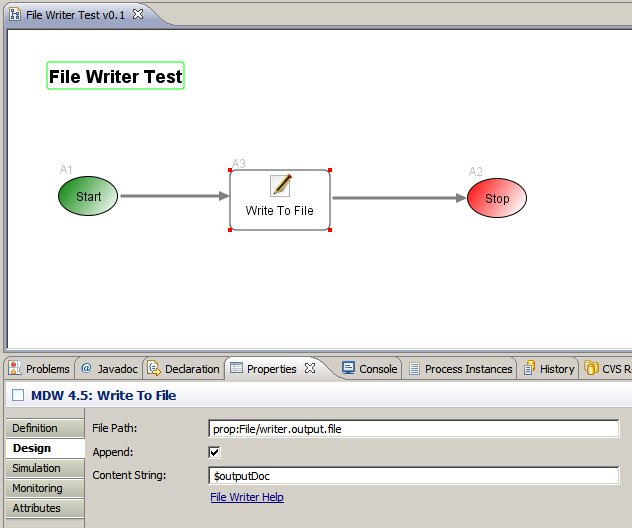 File Writer Test v0.1
File Writer Test
A1
A3
A2
Start
Write To File
Stop
Problems
Javadoc
Declaration
Properties
Console
Process Instances
History
CVS R
MDW 4.5: Write To File
Definition
Design
Simulation
Monitoring
Attributes
File Path:
prop:File/writer.output.file
Append:
Content String:
$outputDoc
File Writer Help